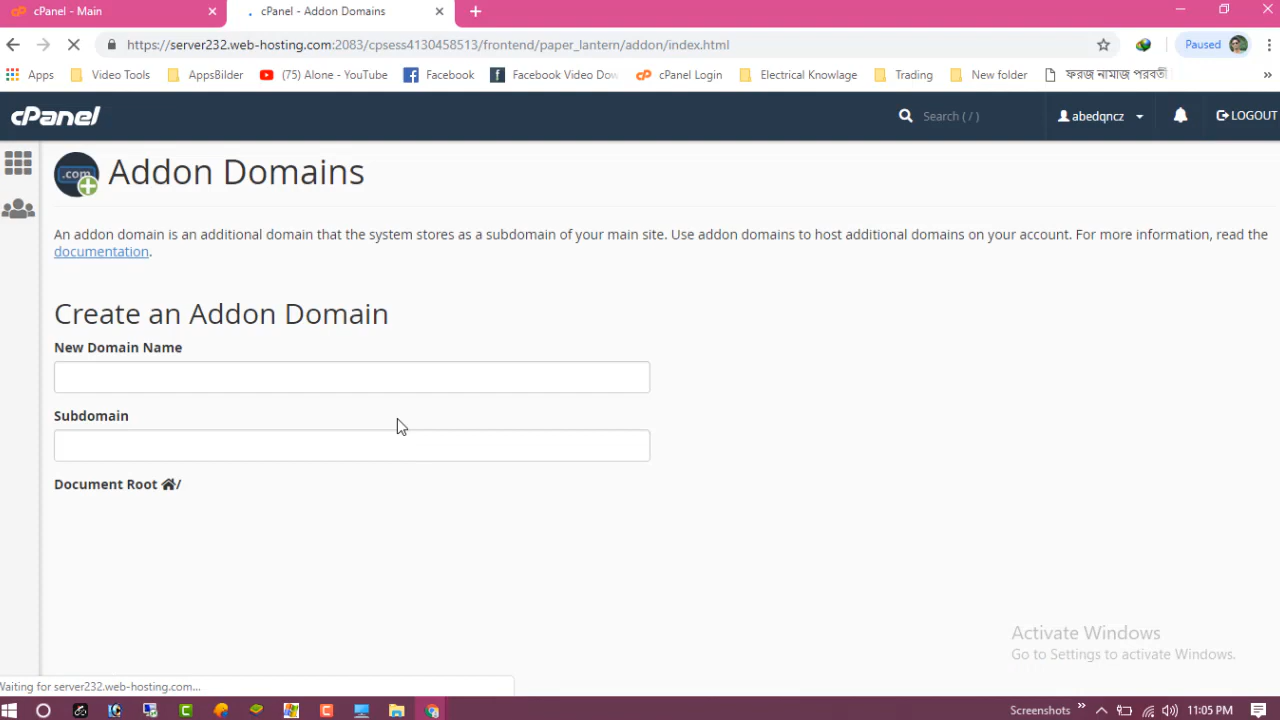 cPanel - Main
cPanel - Addon Domains
https://server232.web-hosting.com:2083/cpsess4130458513/frontend/paper_lantern/addon/index.html
Paused
Apps
Video Tools
AppsBilder
(75) Alone - YouTube
Facebook
Facebook Video Dow
cPanel Login
Electrical Knowlage
Trading
New folder
ফরজ নামাজ পরবর্তী
cPanel
Search ( / )
abedqncz
LOGOUT
.com
Addon Domains
An addon domain is an additional domain that the system stores as a subdomain of your main site. Use addon domains to host additional domains on your account. For more information, read the
documentation.
Create an Addon Domain
New Domain Name
Subdomain
Document Root /
Activate Windows
Go to Settings to activate Windows.
Waiting for server232.web-hosting.com...
Screenshots
11:05 PM